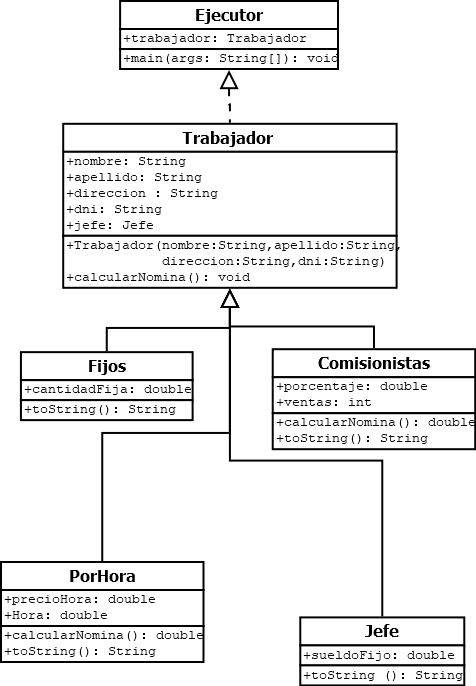 Ejecutor
+trabajador: Trabajador
+main(args: String[]): void
Trabajador
+nombre: String
+apellido: String
+direccion : String
+dni: String
+jefe: Jefe
+Trabajador(nombre:String,apellido:String,
direccion:String,dni:String)
+calcularNomina(): void
Fijos
+cantidadFija: double
+toString(): String
Comisionistas
+porcentaje: double
+ventas: int
+calcularNomina(): double
+toString(): String
PorHora
+precioHora: double
+Hora: double
+calcularNomina(): double
+toString(): String
Jefe
+sueldoFijo: double
+toString (): String